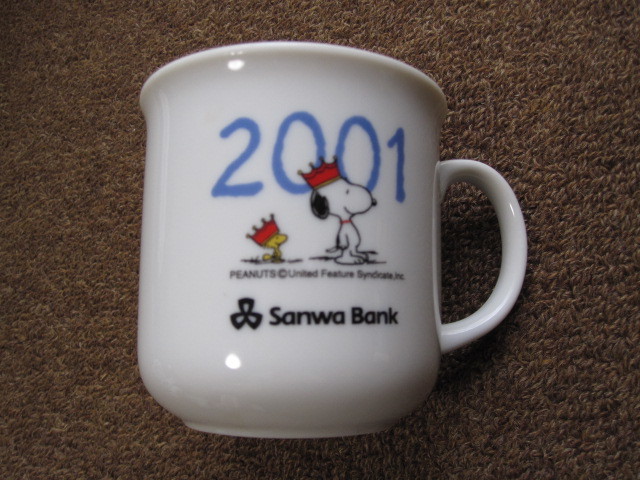 2001
PEANUTS©United Feature Syndicate,Inc.
Sanwa Bank